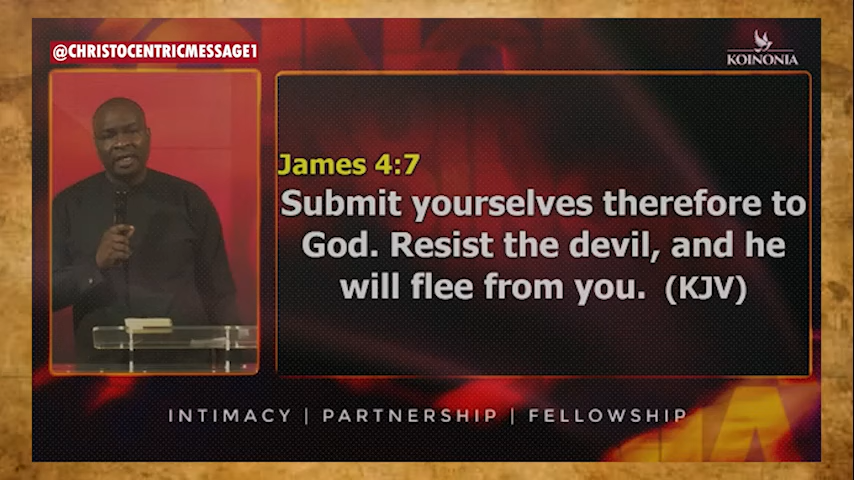 @CHRISTOCENTRICMESSAGE1
KOINONIA
James 4:7
Submit yourselves therefore to
God. Resist the devil, and he
will flee from you. (KJV)
INTIMACY | PARTNERSHIP | FELLOWSHIP